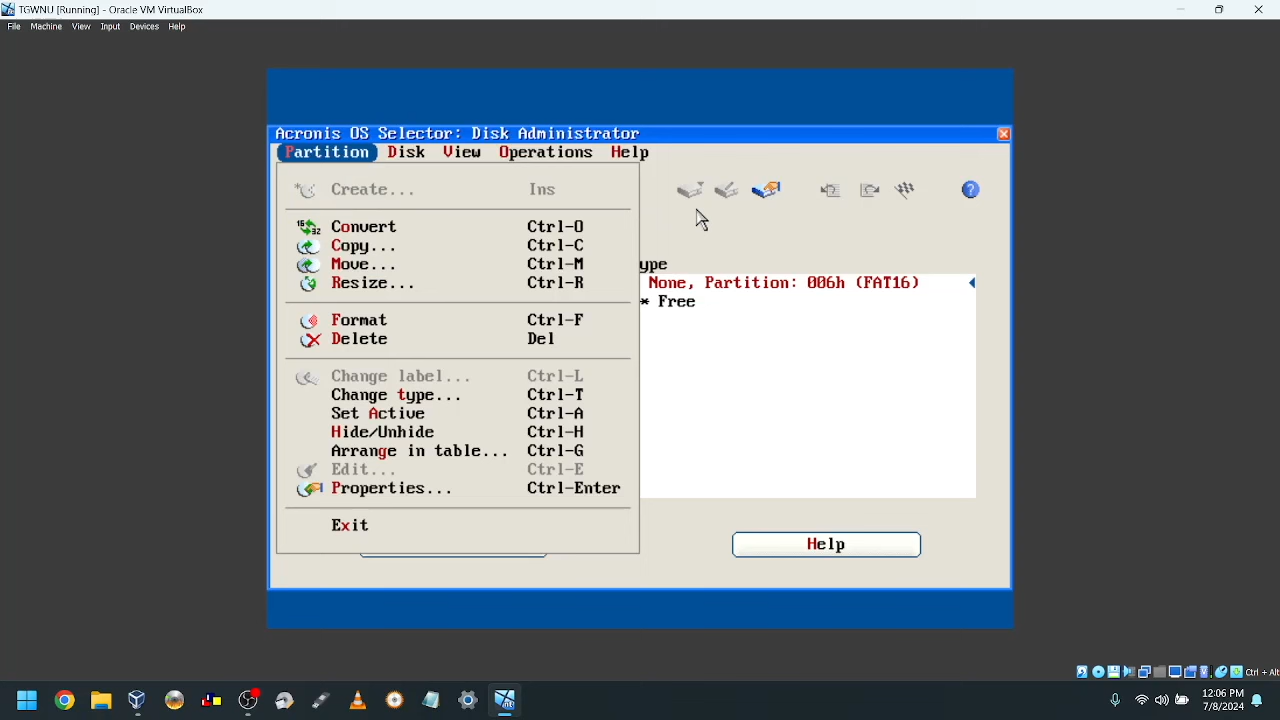 TGWNU [Running] - Oracle VM VirtualBox
File Machine View Input Devices Help
Acronis OS Selector: Disk Administrator
Partition Disk View Operations Help
Create... Ins
Convert Ctrl-O
Copy... Ctrl-C
Move... Ctrl-M
ype
Resize... Ctrl-R
None, Partition: 006h (FAT16)
* Free
Format Ctrl-F
Delete Del
Change label... Ctrl-L
Change type... Ctrl-T
Set Active Ctrl-A
Hide/Unhide Ctrl-H
Arrange in table... Ctrl-G
Edit... Ctrl-E
Properties... Ctrl-Enter
Exit
Help
Ctrl + Alt
12:06 PM
7/8/2024